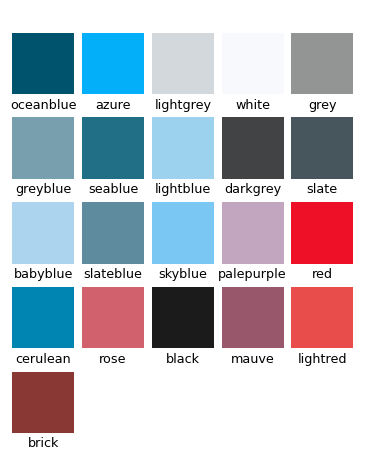 oceanblue azure lightgrey white grey
greyblue seablue lightblue darkgrey slate
babyblue slateblue skyblue palepurple red
cerulean rose black mauve lightred
brick